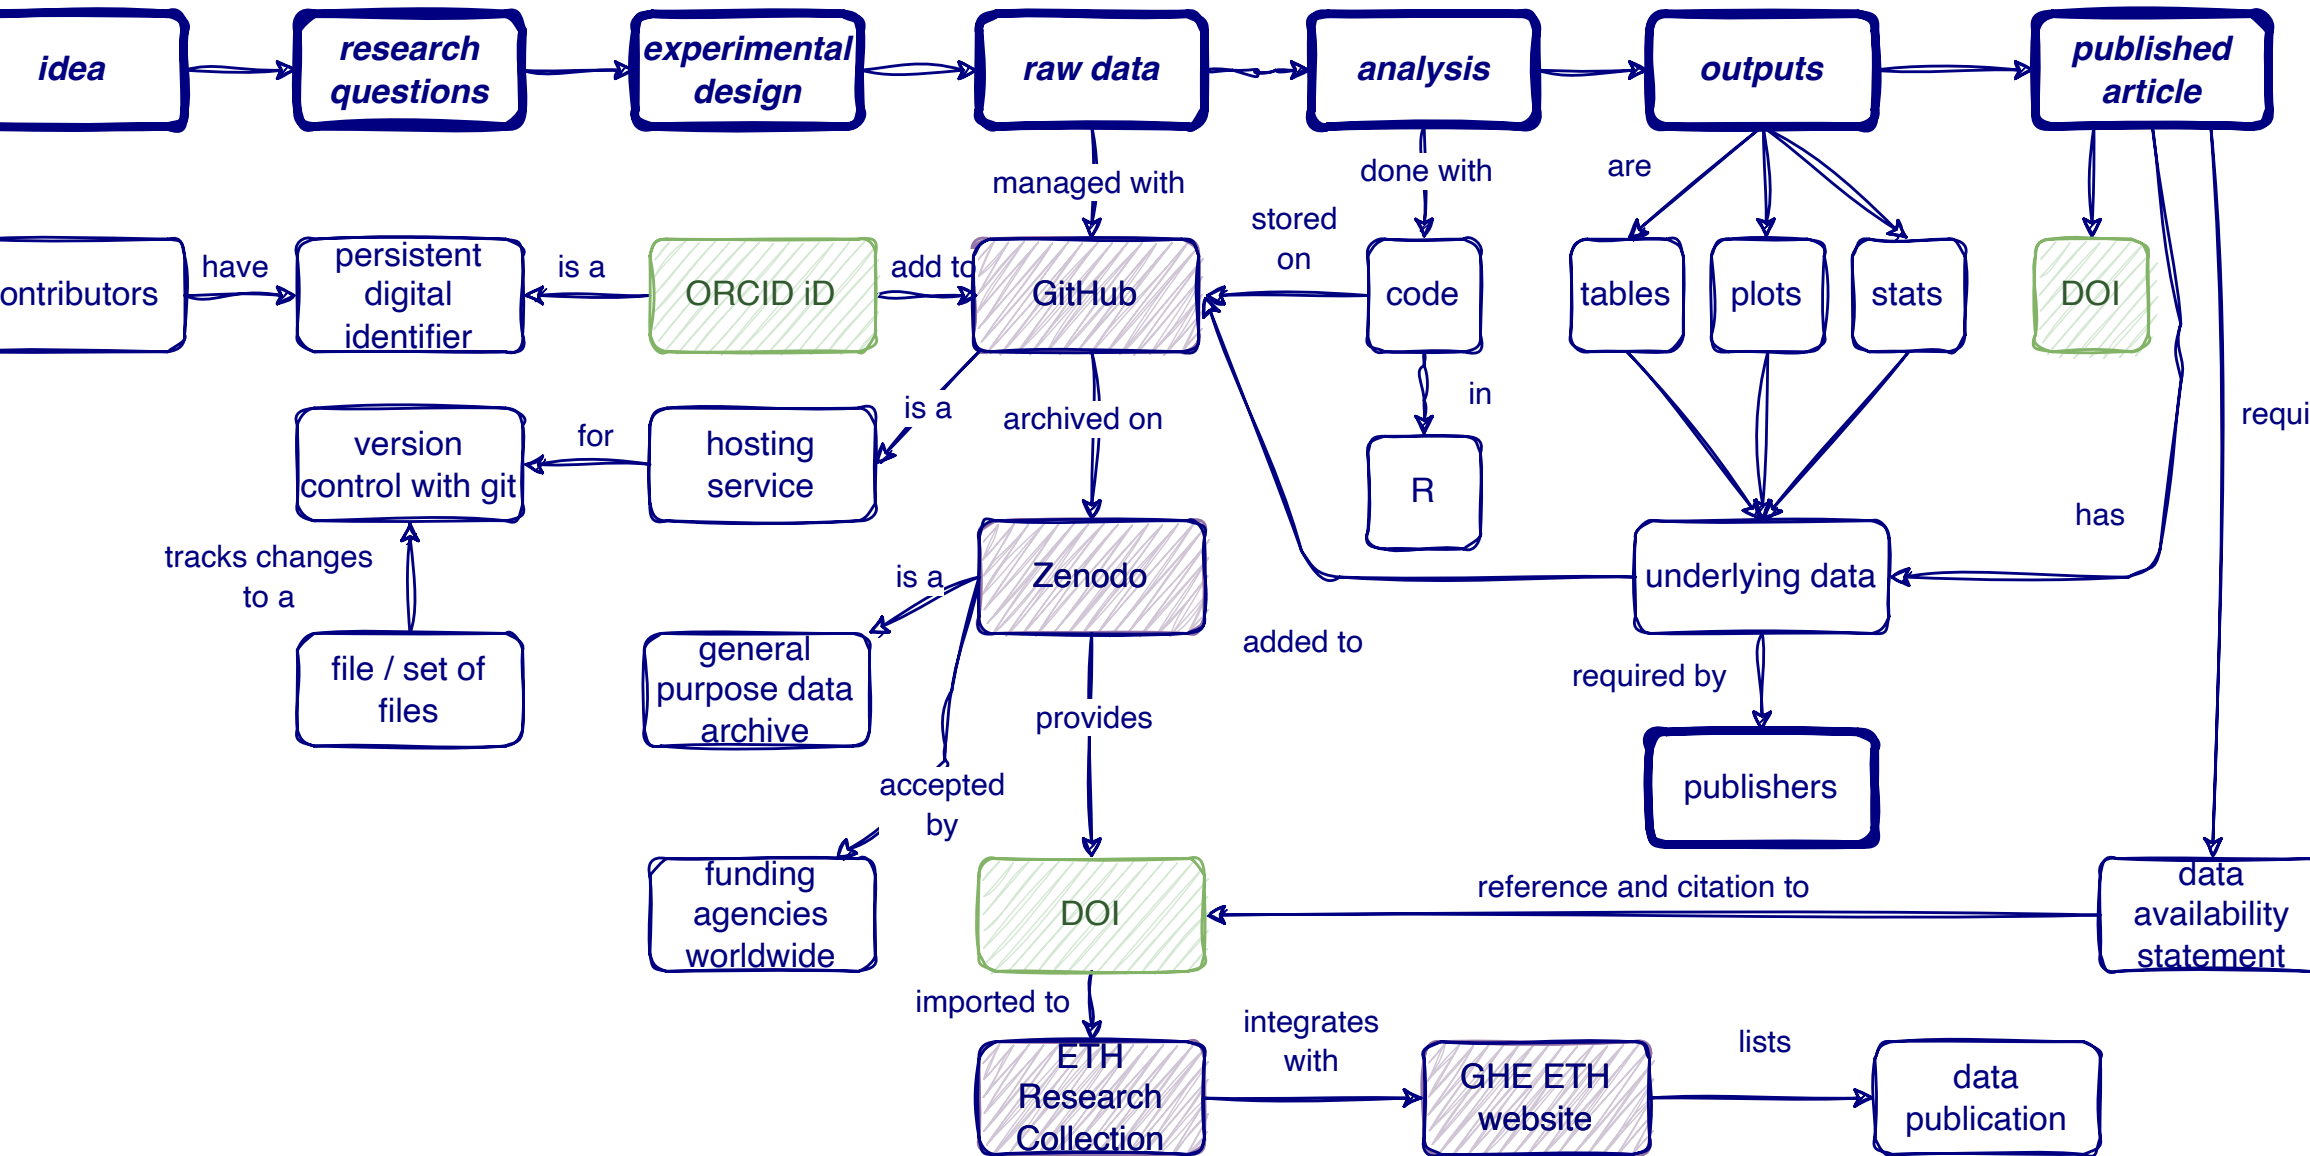 idea
research
questions
experimental
design
raw data
analysis
outputs
published
article
managed with
done with
are
stored
on
ontributors
have
persistent
digital
identifier
is a
ORCID iD
add to
GitHub
code
tables
plots
stats
DOI
version
control with git
for
hosting
service
is a
archived on
in
R
requi
has
tracks changes
to a
file / set of
files
is a
Zenodo
general
purpose data
archive
underlying data
added to
required by
provides
publishers
accepted
by
funding
agencies
worldwide
DOI
reference and citation to
data
availability
statement
imported to
ETH
Research
Collection
integrates
with
GHE ETH
website
lists
data
publication